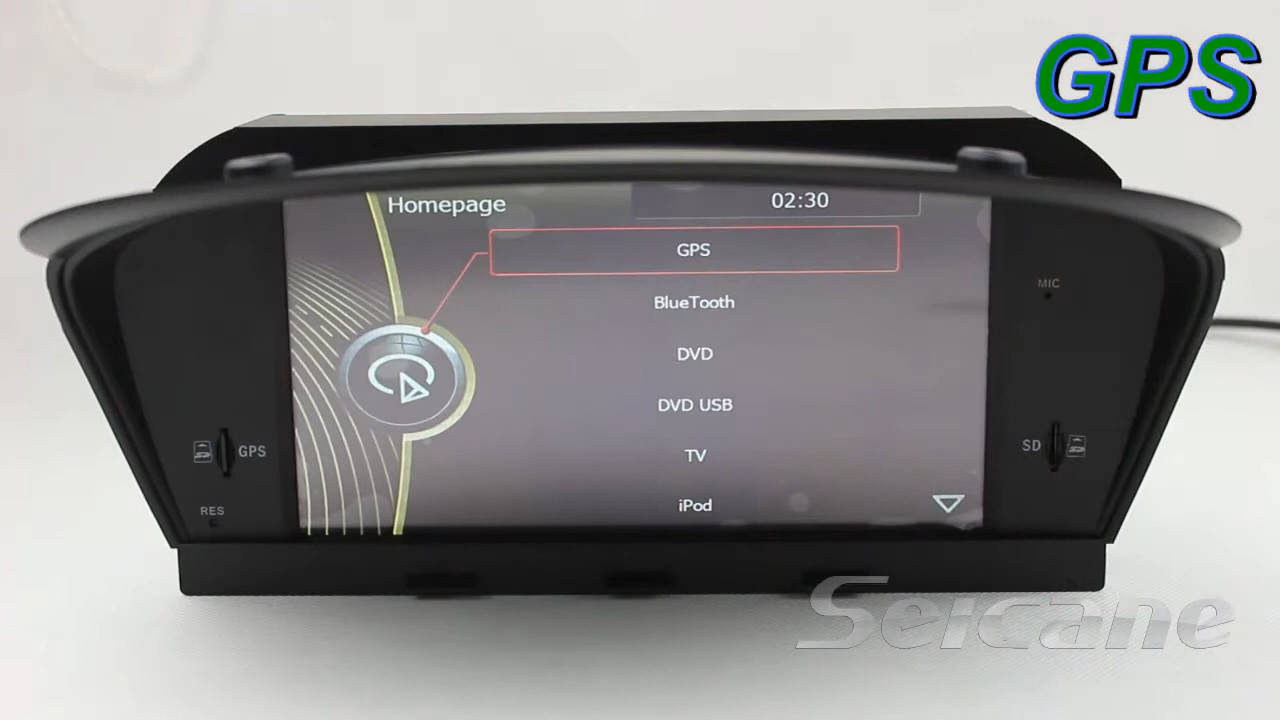 GPS
Homepage
02:30
GPS
BlueTooth
DVD
DVD USB
TV
iPod
MIC
GPS
SD
RES
Seicane